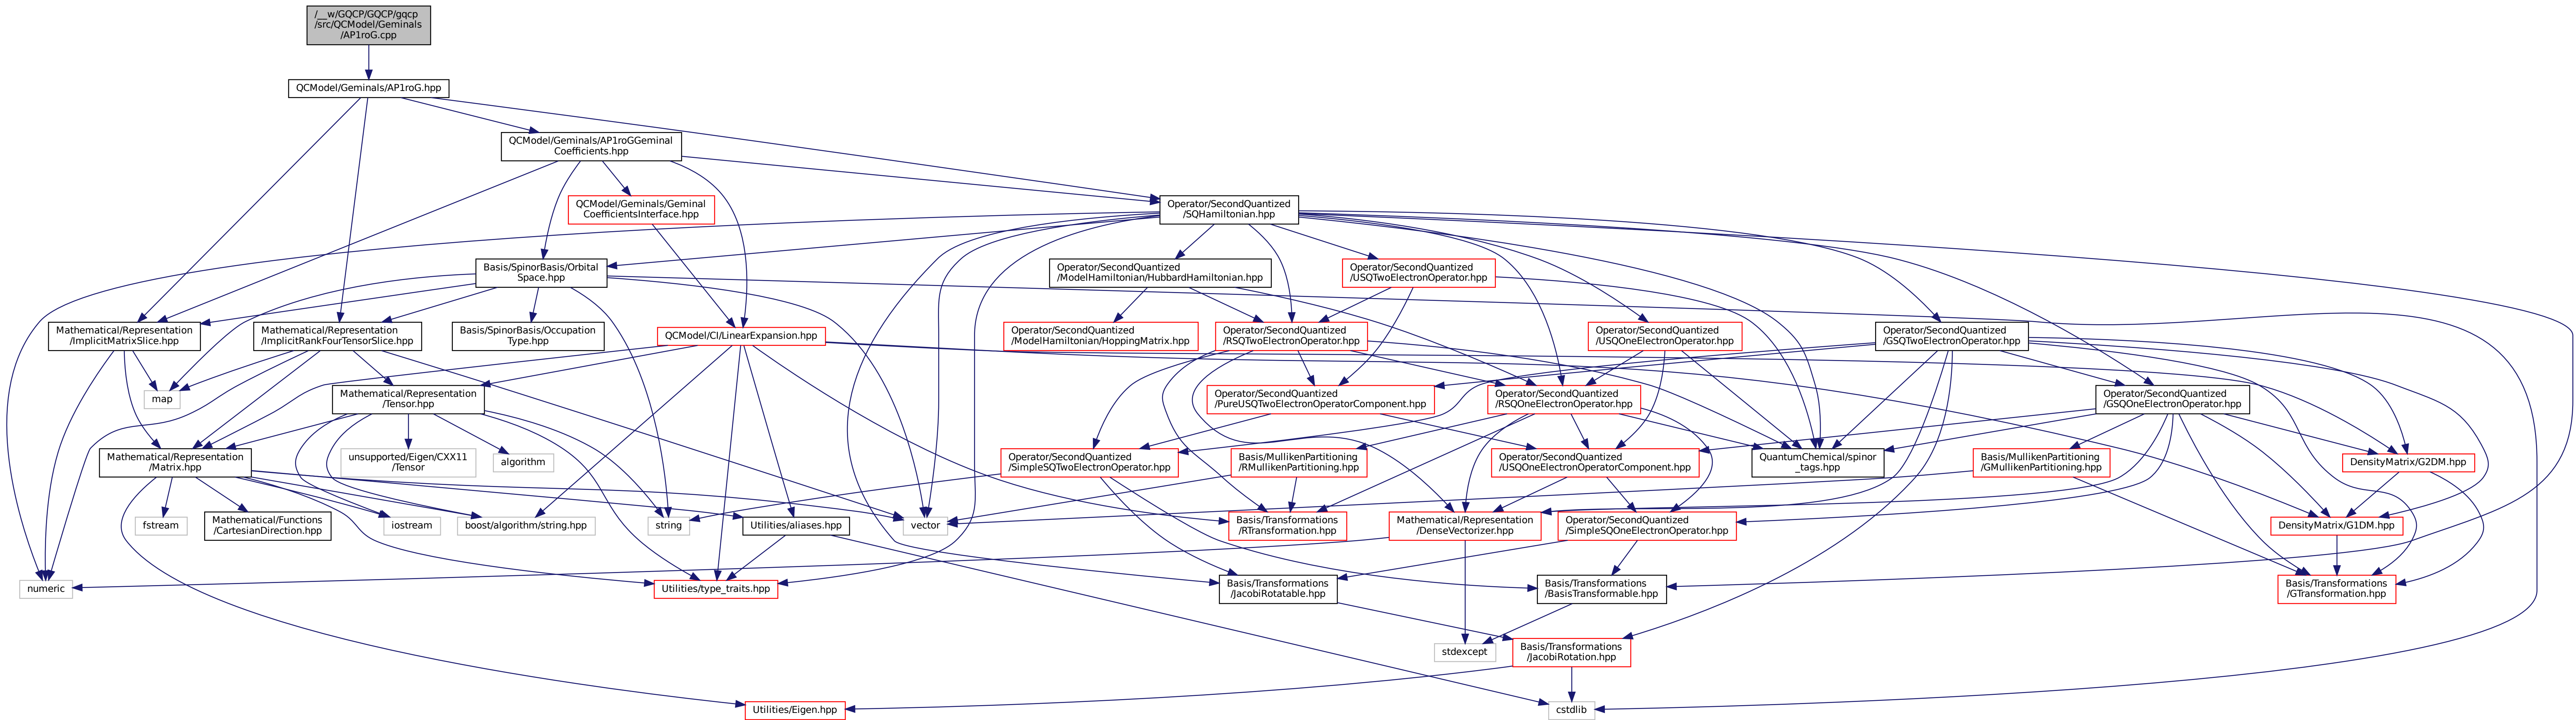 /__w/GQCP/GQCP/gqcp
/src/QCModel/Geminals
/AP1roG.cpp
QCModel/Geminals/AP1roG.hpp
QCModel/Geminals/AP1roGGeminal
Coefficients.hpp
QCModel/Geminals/Geminal
CoefficientsInterface.hpp
Operator/SecondQuantized
/SQHamiltonian.hpp
Basis/SpinorBasis/Orbital
Space.hpp
Operator/SecondQuantized
/ModelHamiltonian/HubbardHamiltonian.hpp
Operator/SecondQuantized
/USQTwoElectronOperator.hpp
Mathematical/Representation
/ImplicitMatrixSlice.hpp
Mathematical/Representation
/ImplicitRankFourTensorSlice.hpp
Basis/SpinorBasis/Occupation
Type.hpp
QCModel/CI/LinearExpansion.hpp
Operator/SecondQuantized
/ModelHamiltonian/HoppingMatrix.hpp
Operator/SecondQuantized
/RSQTwoElectronOperator.hpp
Operator/SecondQuantized
/USQOneElectronOperator.hpp
Operator/SecondQuantized
/GSQTwoElectronOperator.hpp
map
Mathematical/Representation
/Tensor.hpp
Operator/SecondQuantized
/PureUSQTwoElectronOperatorComponent.hpp
Operator/SecondQuantized
/RSQOneElectronOperator.hpp
Operator/SecondQuantized
/GSQOneElectronOperator.hpp
Mathematical/Representation
/Matrix.hpp
unsupported/Eigen/CXX11
/Tensor
algorithm
Operator/SecondQuantized
/SimpleSQTwoElectronOperator.hpp
Basis/MullikenPartitioning
/RMullikenPartitioning.hpp
Operator/SecondQuantized
/USQOneElectronOperatorComponent.hpp
QuantumChemical/spinor
_tags.hpp
Basis/MullikenPartitioning
/GMullikenPartitioning.hpp
DensityMatrix/G2DM.hpp
fstream
Mathematical/Functions
/CartesianDirection.hpp
iostream
boost/algorithm/string.hpp
string
Utilities/aliases.hpp
vector
Basis/Transformations
/RTransformation.hpp
Mathematical/Representation
/DenseVectorizer.hpp
Operator/SecondQuantized
/SimpleSQOneElectronOperator.hpp
DensityMatrix/G1DM.hpp
numeric
Utilities/type_traits.hpp
Basis/Transformations
/JacobiRotatable.hpp
Basis/Transformations
/BasisTransformable.hpp
Basis/Transformations
/GTransformation.hpp
stdexcept
Basis/Transformations
/JacobiRotation.hpp
Utilities/Eigen.hpp
cstdlib